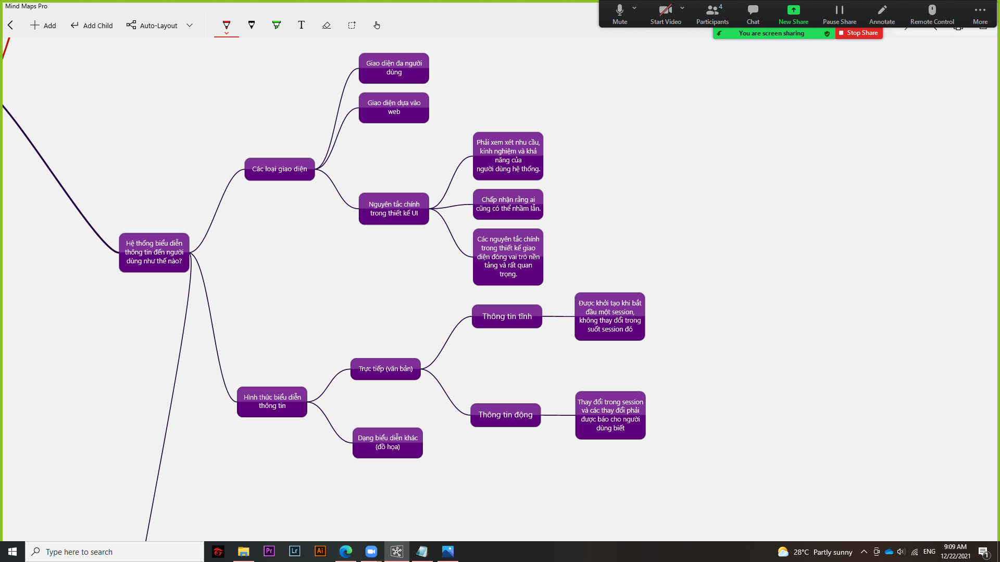 Mind Maps Pro
Add
Add Child
Auto-Layout
T
Mute
Start Video
4
Participants
Chat
New Share
Pause Share
Annotate
Remote Control
More
You are screen sharing
Stop Share
Giao diện đa người
dùng
Giao diện dựa vào
web
Các loại giao diện
Nguyên tắc chính
trong thiết kế UI
Phải xem xét nhu cầu,
kinh nghiệm và khả
năng của
người dùng hệ thống.
Chấp nhận rằng ai
cũng có thể nhầm lẫn.
Các nguyên tắc chính
trong thiết kế giao
diện đóng vai trò nền
tảng và rất quan
trọng.
Hệ thống biểu diễn
thông tin đến người
dùng như thế nào?
Thông tin tĩnh
Được khởi tạo khi bắt
đầu một session,
không thay đổi trong
suốt session đó
Trực tiếp (văn bản)
Hình thức biểu diễn
thông tin
Thông tin động
Thay đổi trong session
và các thay đổi phải
được báo cho người
dùng biết
Dạng biểu diễn khác
(đồ họa)
Type here to search
Pr
Lr
Ai
28°C Partly sunny
ENG
9:09 AM
12/22/2021
1